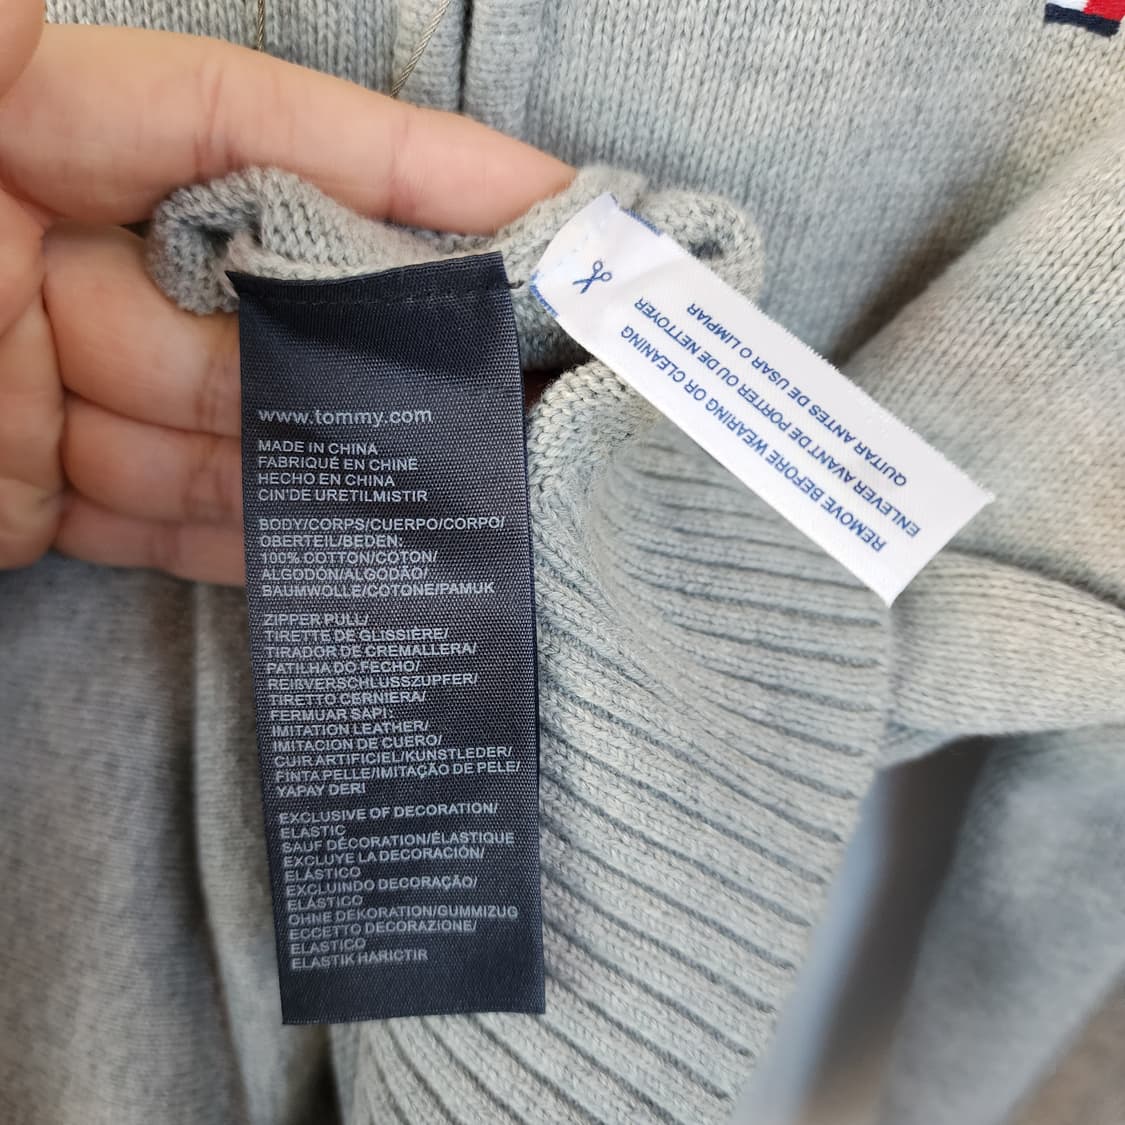 www.tommy.com
MADE IN CHINA
FABRIQUÉ EN CHINE
HECHO EN CHINA
CIN'DE URETILMISTIR
BODY/CORPS/CUERPO/CORPO/
OBERTEIL/BEDEN:
100% COTTON/COTON/
ALGODON/ALGODÃO/
BAUMWOLLE/COTONE/PAMUK
ZIPPER PULL/
TIRETTE DE GLISSIÈRE/
TIRADOR DE CREMALLERA/
PATILHA DO FECHO/
REIßVERSCHLUSSZUPFER/
TIRETTO CERNIERA/
FERMUAR SAPI:
IMITATION LEATHER/
IMITACION DE CUERO/
CUIR ARTIFICIEL/KUNSTLEDER/
FINTA PELLE/IMITAÇÃO DE PELE/
YAPAY DERI
EXCLUSIVE OF DECORATION/
ELASTIC
SAUF DÉCORATION/ÉLASTIQUE
EXCLUYE LA DECORACIÓN/
ELÁSTICO
EXCLUINDO DECORAÇÃO/
ELÁSTICO
OHNE DEKORATION/GUMMIZUG
ECCETTO DECORAZIONE/
ELASTICO
ELASTIK HARICTIR
REMOVE BEFORE WEARING OR CLEANING
ENLEVER AVANT DE PORTER OU DE NETTOYER
QUITAR ANTES DE USAR O LIMPIAR